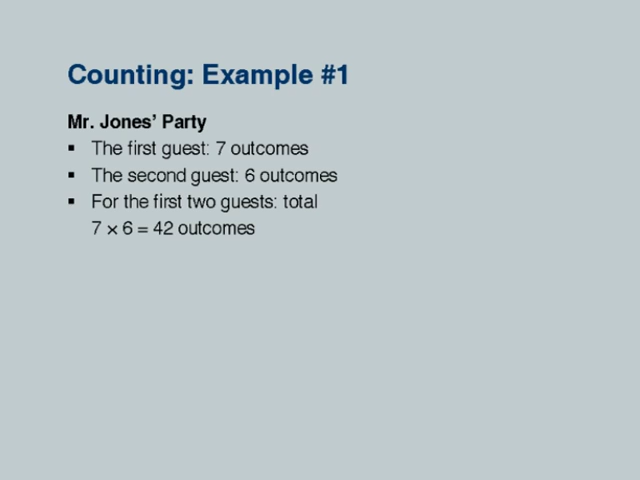 Counting: Example #1
Mr. Jones' Party
▪ The first guest: 7 outcomes
▪ The second guest: 6 outcomes
▪ For the first two guests: total
7 × 6 = 42 outcomes